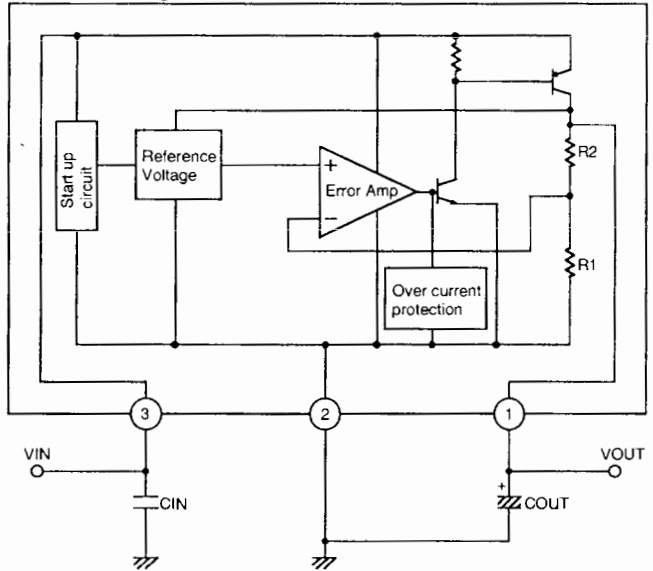 Start up
circuit
Reference
Voltage
+
Error Amp
−
R2
R1
Over current
protection
3
2
1
VIN
VOUT
CIN
+
COUT